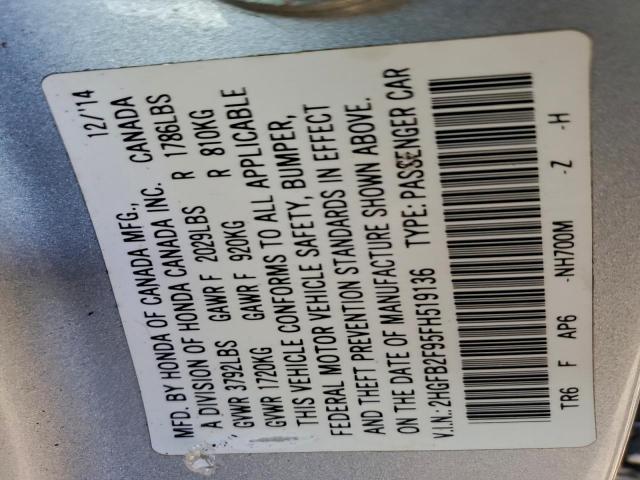 MFD. BY HONDA OF CANADA MFG., 12/14
A DIVISION OF HONDA CANADA INC. CANADA
GVWR 3792LBS GAWR F 2029LBS R 1786LBS
GVWR 1720KG GAWR F 920KG R 810KG
THIS VEHICLE CONFORMS TO ALL APPLICABLE
FEDERAL MOTOR VEHICLE SAFETY, BUMPER,
AND THEFT PREVENTION STANDARDS IN EFFECT
ON THE DATE OF MANUFACTURE SHOWN ABOVE.
V.I.N.: 2HGFB2F95FH519136 TYPE: PASSENGER CAR
TR6 F AP6 -NH700M -Z -H